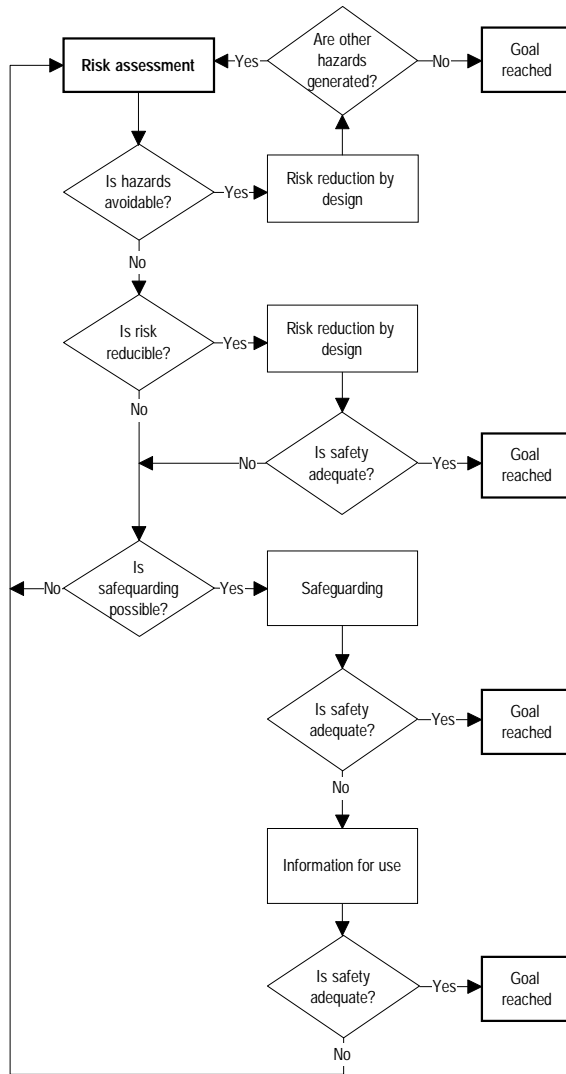 Are other
hazards
generated?
Goal
reached
Risk assessment
Yes
No
Is hazards
avoidable?
Yes
Risk reduction by
design
No
Is risk
reducible?
Yes
Risk reduction by
design
No
No
Is safety
adequate?
Yes
Goal
reached
No
Is
safequarding
possible?
Yes
Safeguarding
Is safety
adequate?
Yes
Goal
reached
No
Information for use
Is safety
adequate?
Yes
Goal
reached
No